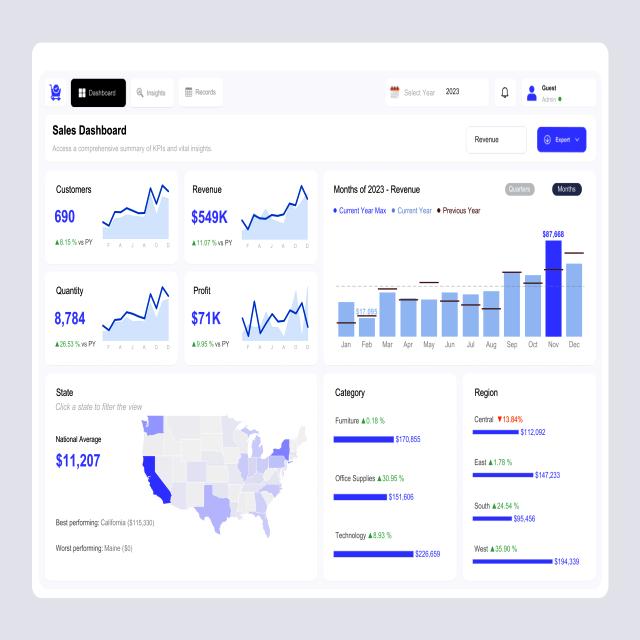 Dashboard
Insights
Records
Select Year 2023
Guest
Admin
Sales Dashboard
Access a comprehensive summary of KPIs and vital insights.
Revenue
Export
Customers
690
▲8.15 % vs PY
F A J A O D
Revenue
$549K
▲11.07 % vs PY
F A J A O D
Quantity
8,784
▲26.53 % vs PY
F A J A O D
Profit
$71K
▲9.95 % vs PY
F A J A O D
Months of 2023 - Revenue
Quarters
Months
Current Year Max Current Year Previous Year
$87,668
$17,095
Jan Feb Mar Apr May Jun Jul Aug Sep Oct Nov Dec
State
Click a state to filter the view
National Average
$11,207
Best performing: California ($115,330)
Worst performing: Maine ($0)
Category
Furniture ▲0.18 %
$170,855
Office Supplies ▲30.95 %
$151,606
Technology ▲8.93 %
$226,659
Region
Central ▼13.84%
$112,092
East ▲1.78 %
$147,233
South ▲24.54 %
$95,456
West ▲35.90 %
$194,339